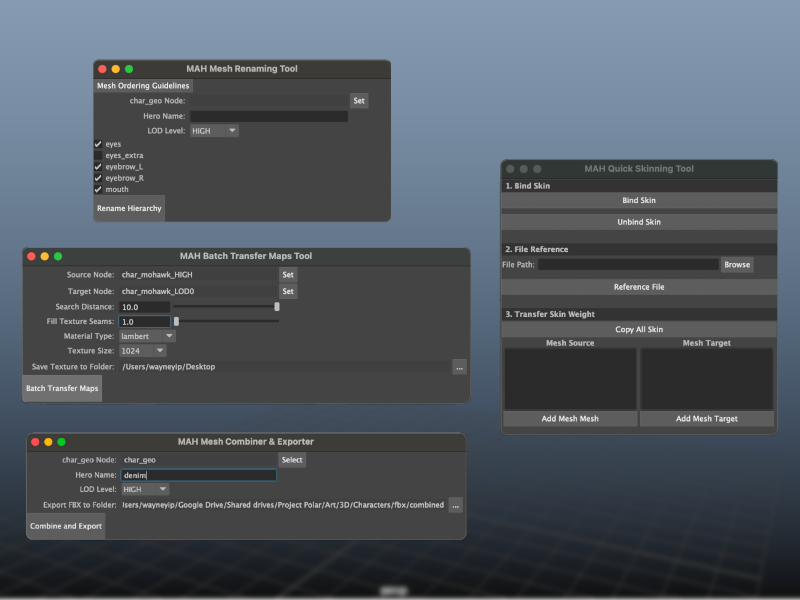 MAH Mesh Renaming Tool
Mesh Ordering Guidelines
char_geo Node: Set
Hero Name:
LOD Level: HIGH
eyes
eyes_extra
eyebrow_L
eyebrow_R
mouth
Rename Hierarchy
MAH Batch Transfer Maps Tool
Source Node: char_mohawk_HIGH Set
Target Node: char_mohawk_LOD0 Set
Search Distance: 10.0
Fill Texture Seams: 1.0
Material Type: lambert
Texture Size: 1024
Save Texture to Folder: /Users/wayneyip/Desktop ...
Batch Transfer Maps
MAH Mesh Combiner & Exporter
char_geo Node: char_geo Select
Hero Name: denim
LOD Level: HIGH
Export FBX to Folder: Isers/wayneyip/Google Drive/Shared drives/Project Polar/Art/3D/Characters/fbx/combined ...
Combine and Export
MAH Quick Skinning Tool
1. Bind Skin
Bind Skin
Unbind Skin
2. File Reference
File Path: Browse
Reference File
3. Transfer Skin Weight
Copy All Skin
Mesh Source Mesh Target
Add Mesh Mesh Add Mesh Target